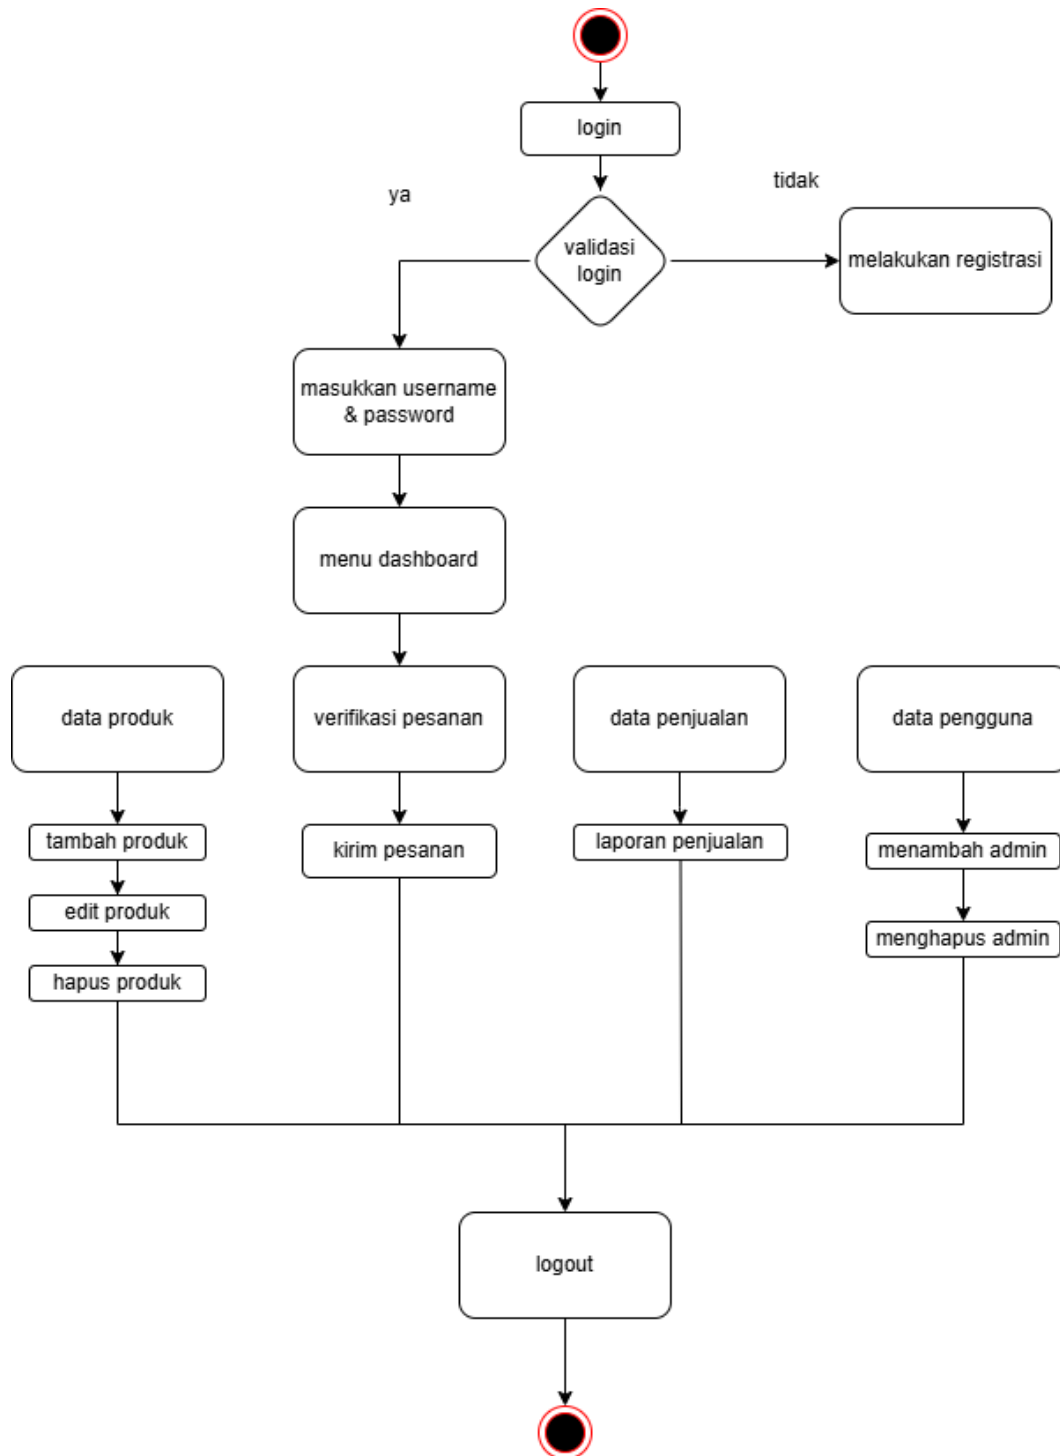 login
ya
tidak
validasi
login
melakukan registrasi
masukkan username
& password
menu dashboard
data produk
verifikasi pesanan
data penjualan
data pengguna
tambah produk
kirim pesanan
laporan penjualan
menambah admin
edit produk
menghapus admin
hapus produk
logout